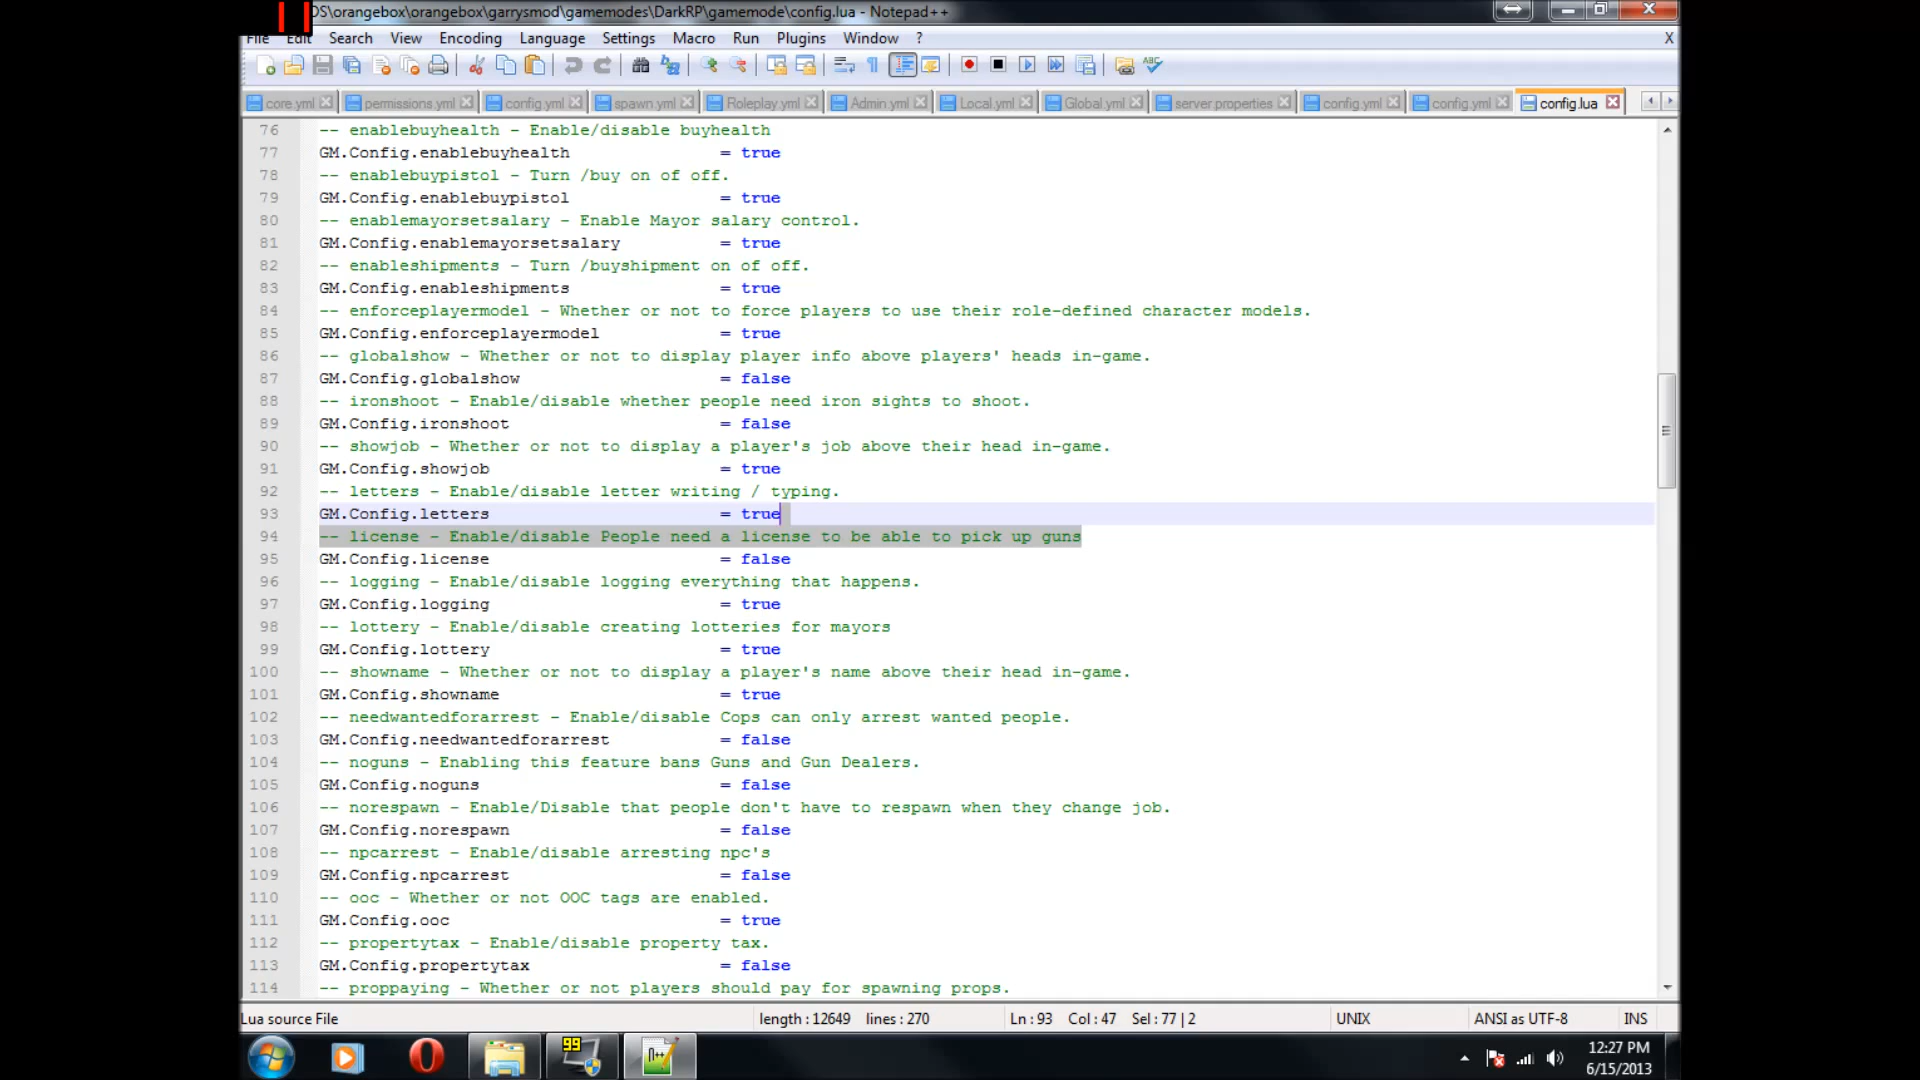 OS\orangebox\orangebox\garrysmod\gamemodes\DarkRP\gamemode\config.lua - Notepad++
File Edit Search View Encoding Language Settings Macro Run Plugins Window ? X
core.yml permissions.yml config.yml spawn.yml Roleplay.yml Admin.yml Local.yml Global.yml server.properties config.yml config.yml config.lua
76 -- enablebuyhealth - Enable/disable buyhealth
77 GM.Config.enablebuyhealth = true
78 -- enablebuypistol - Turn /buy on of off.
79 GM.Config.enablebuypistol = true
80 -- enablemayorsetsalary - Enable Mayor salary control.
81 GM.Config.enablemayorsetsalary = true
82 -- enableshipments - Turn /buyshipment on of off.
83 GM.Config.enableshipments = true
84 -- enforceplayermodel - Whether or not to force players to use their role-defined character models.
85 GM.Config.enforceplayermodel = true
86 -- globalshow - Whether or not to display player info above players' heads in-game.
87 GM.Config.globalshow = false
88 -- ironshoot - Enable/disable whether people need iron sights to shoot.
89 GM.Config.ironshoot = false
90 -- showjob - Whether or not to display a player's job above their head in-game.
91 GM.Config.showjob = true
92 -- letters - Enable/disable letter writing / typing.
93 GM.Config.letters = true
94 -- license - Enable/disable People need a license to be able to pick up guns
95 GM.Config.license = false
96 -- logging - Enable/disable logging everything that happens.
97 GM.Config.logging = true
98 -- lottery - Enable/disable creating lotteries for mayors
99 GM.Config.lottery = true
100 -- showname - Whether or not to display a player's name above their head in-game.
101 GM.Config.showname = true
102 -- needwantedforarrest - Enable/disable Cops can only arrest wanted people.
103 GM.Config.needwantedforarrest = false
104 -- noguns - Enabling this feature bans Guns and Gun Dealers.
105 GM.Config.noguns = false
106 -- norespawn - Enable/Disable that people don't have to respawn when they change job.
107 GM.Config.norespawn = false
108 -- npcarrest - Enable/disable arresting npc's
109 GM.Config.npcarrest = false
110 -- ooc - Whether or not OOC tags are enabled.
111 GM.Config.ooc = true
112 -- propertytax - Enable/disable property tax.
113 GM.Config.propertytax = false
114 -- proppaying - Whether or not players should pay for spawning props.
Lua source File length : 12649 lines : 270 Ln : 93 Col : 47 Sel : 77 | 2 UNIX ANSI as UTF-8 INS
99
12:27 PM
6/15/2013